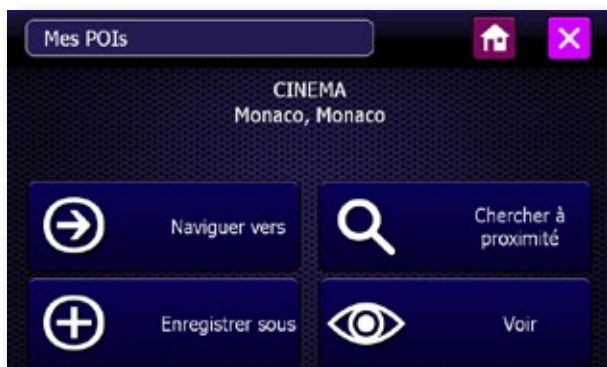 Mes POIs
CINEMA
Monaco, Monaco
Naviguer vers
Chercher à
proximité
Enregistrer sous
Voir